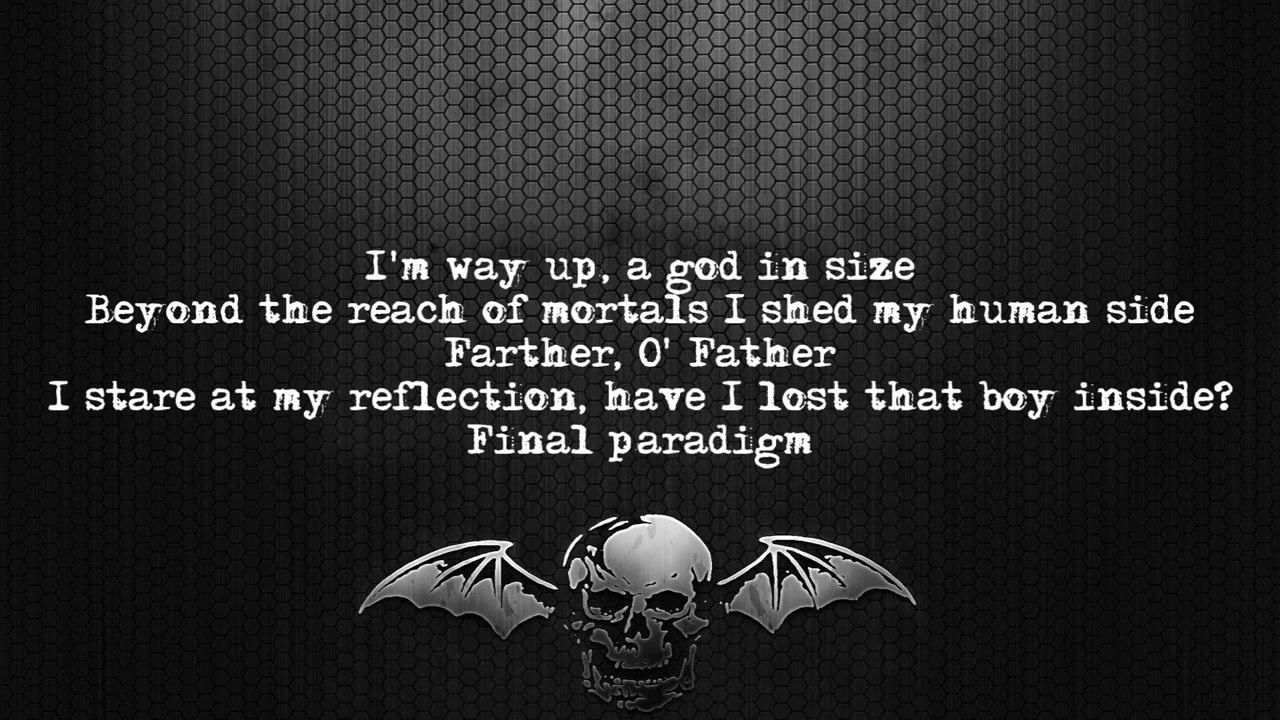 I'm way up, a god in size
Beyond the reach of mortals I shed my human side
Farther, O' Father
I stare at my reflection, have I lost that boy inside?
Final paradigm